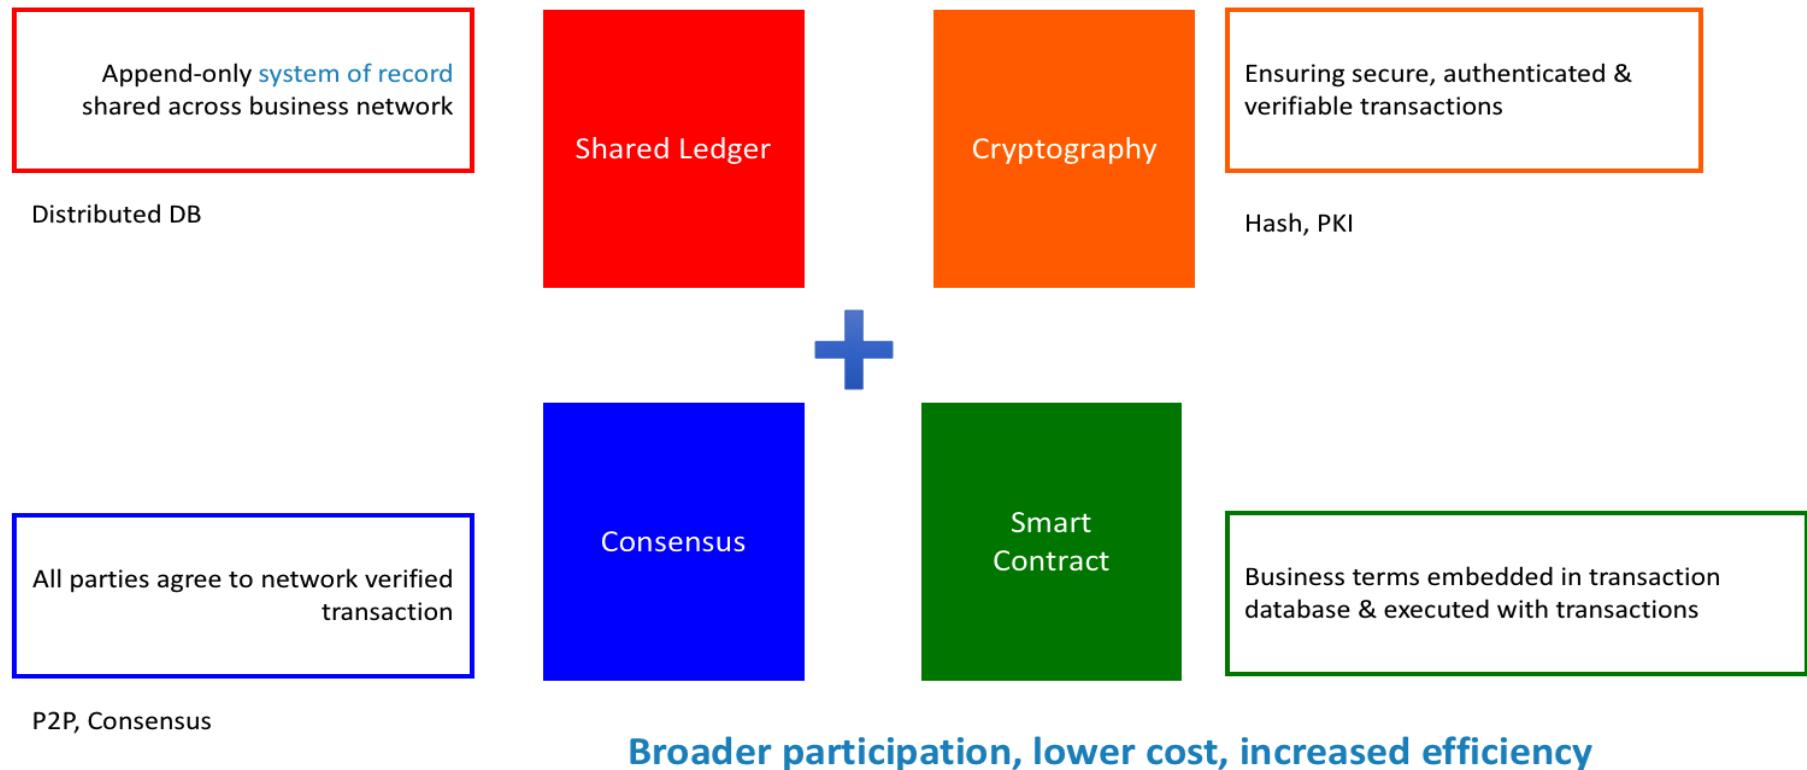 Append-only system of record
shared across business network
Shared Ledger
Cryptography
Ensuring secure, authenticated &
verifiable transactions
Distributed DB
Hash, PKI
All parties agree to network verified
transaction
Consensus
Smart
Contract
Business terms embedded in transaction
database & executed with transactions
P2P, Consensus
Broader participation, lower cost, increased efficiency